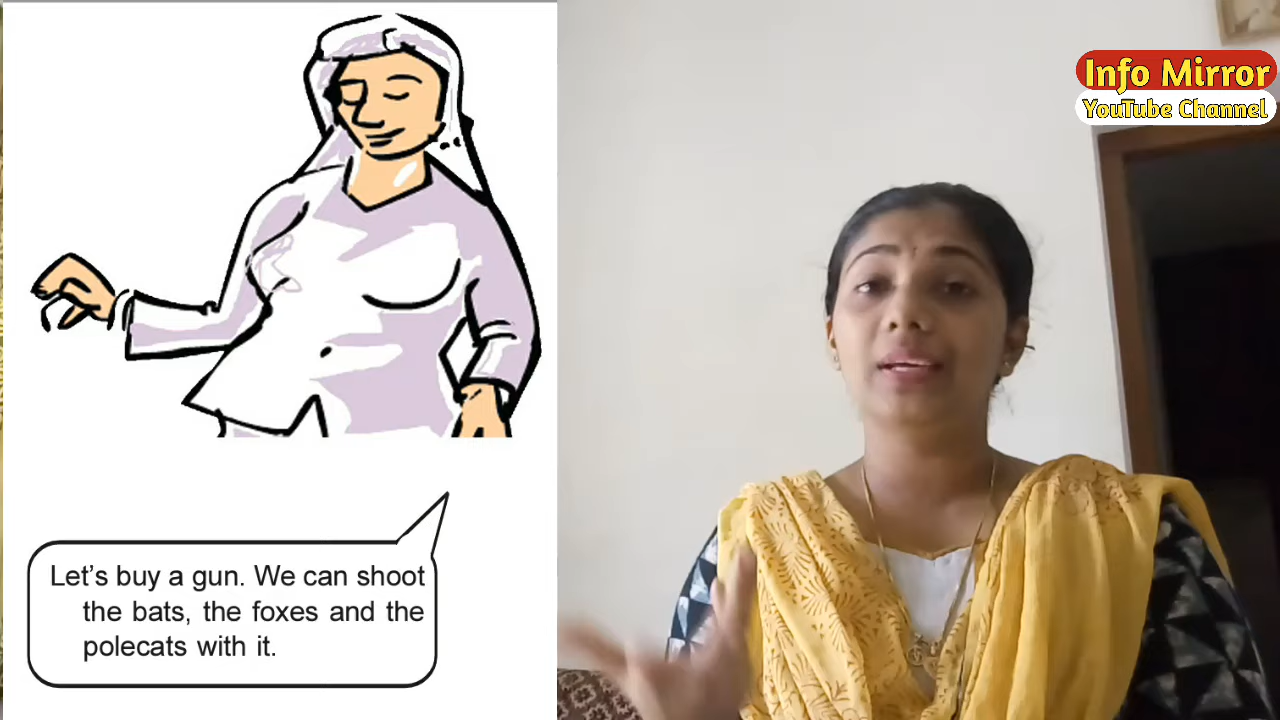 Info Mirror
YouTube Channel
Let's buy a gun. We can shoot
the bats, the foxes and the
polecats with it.